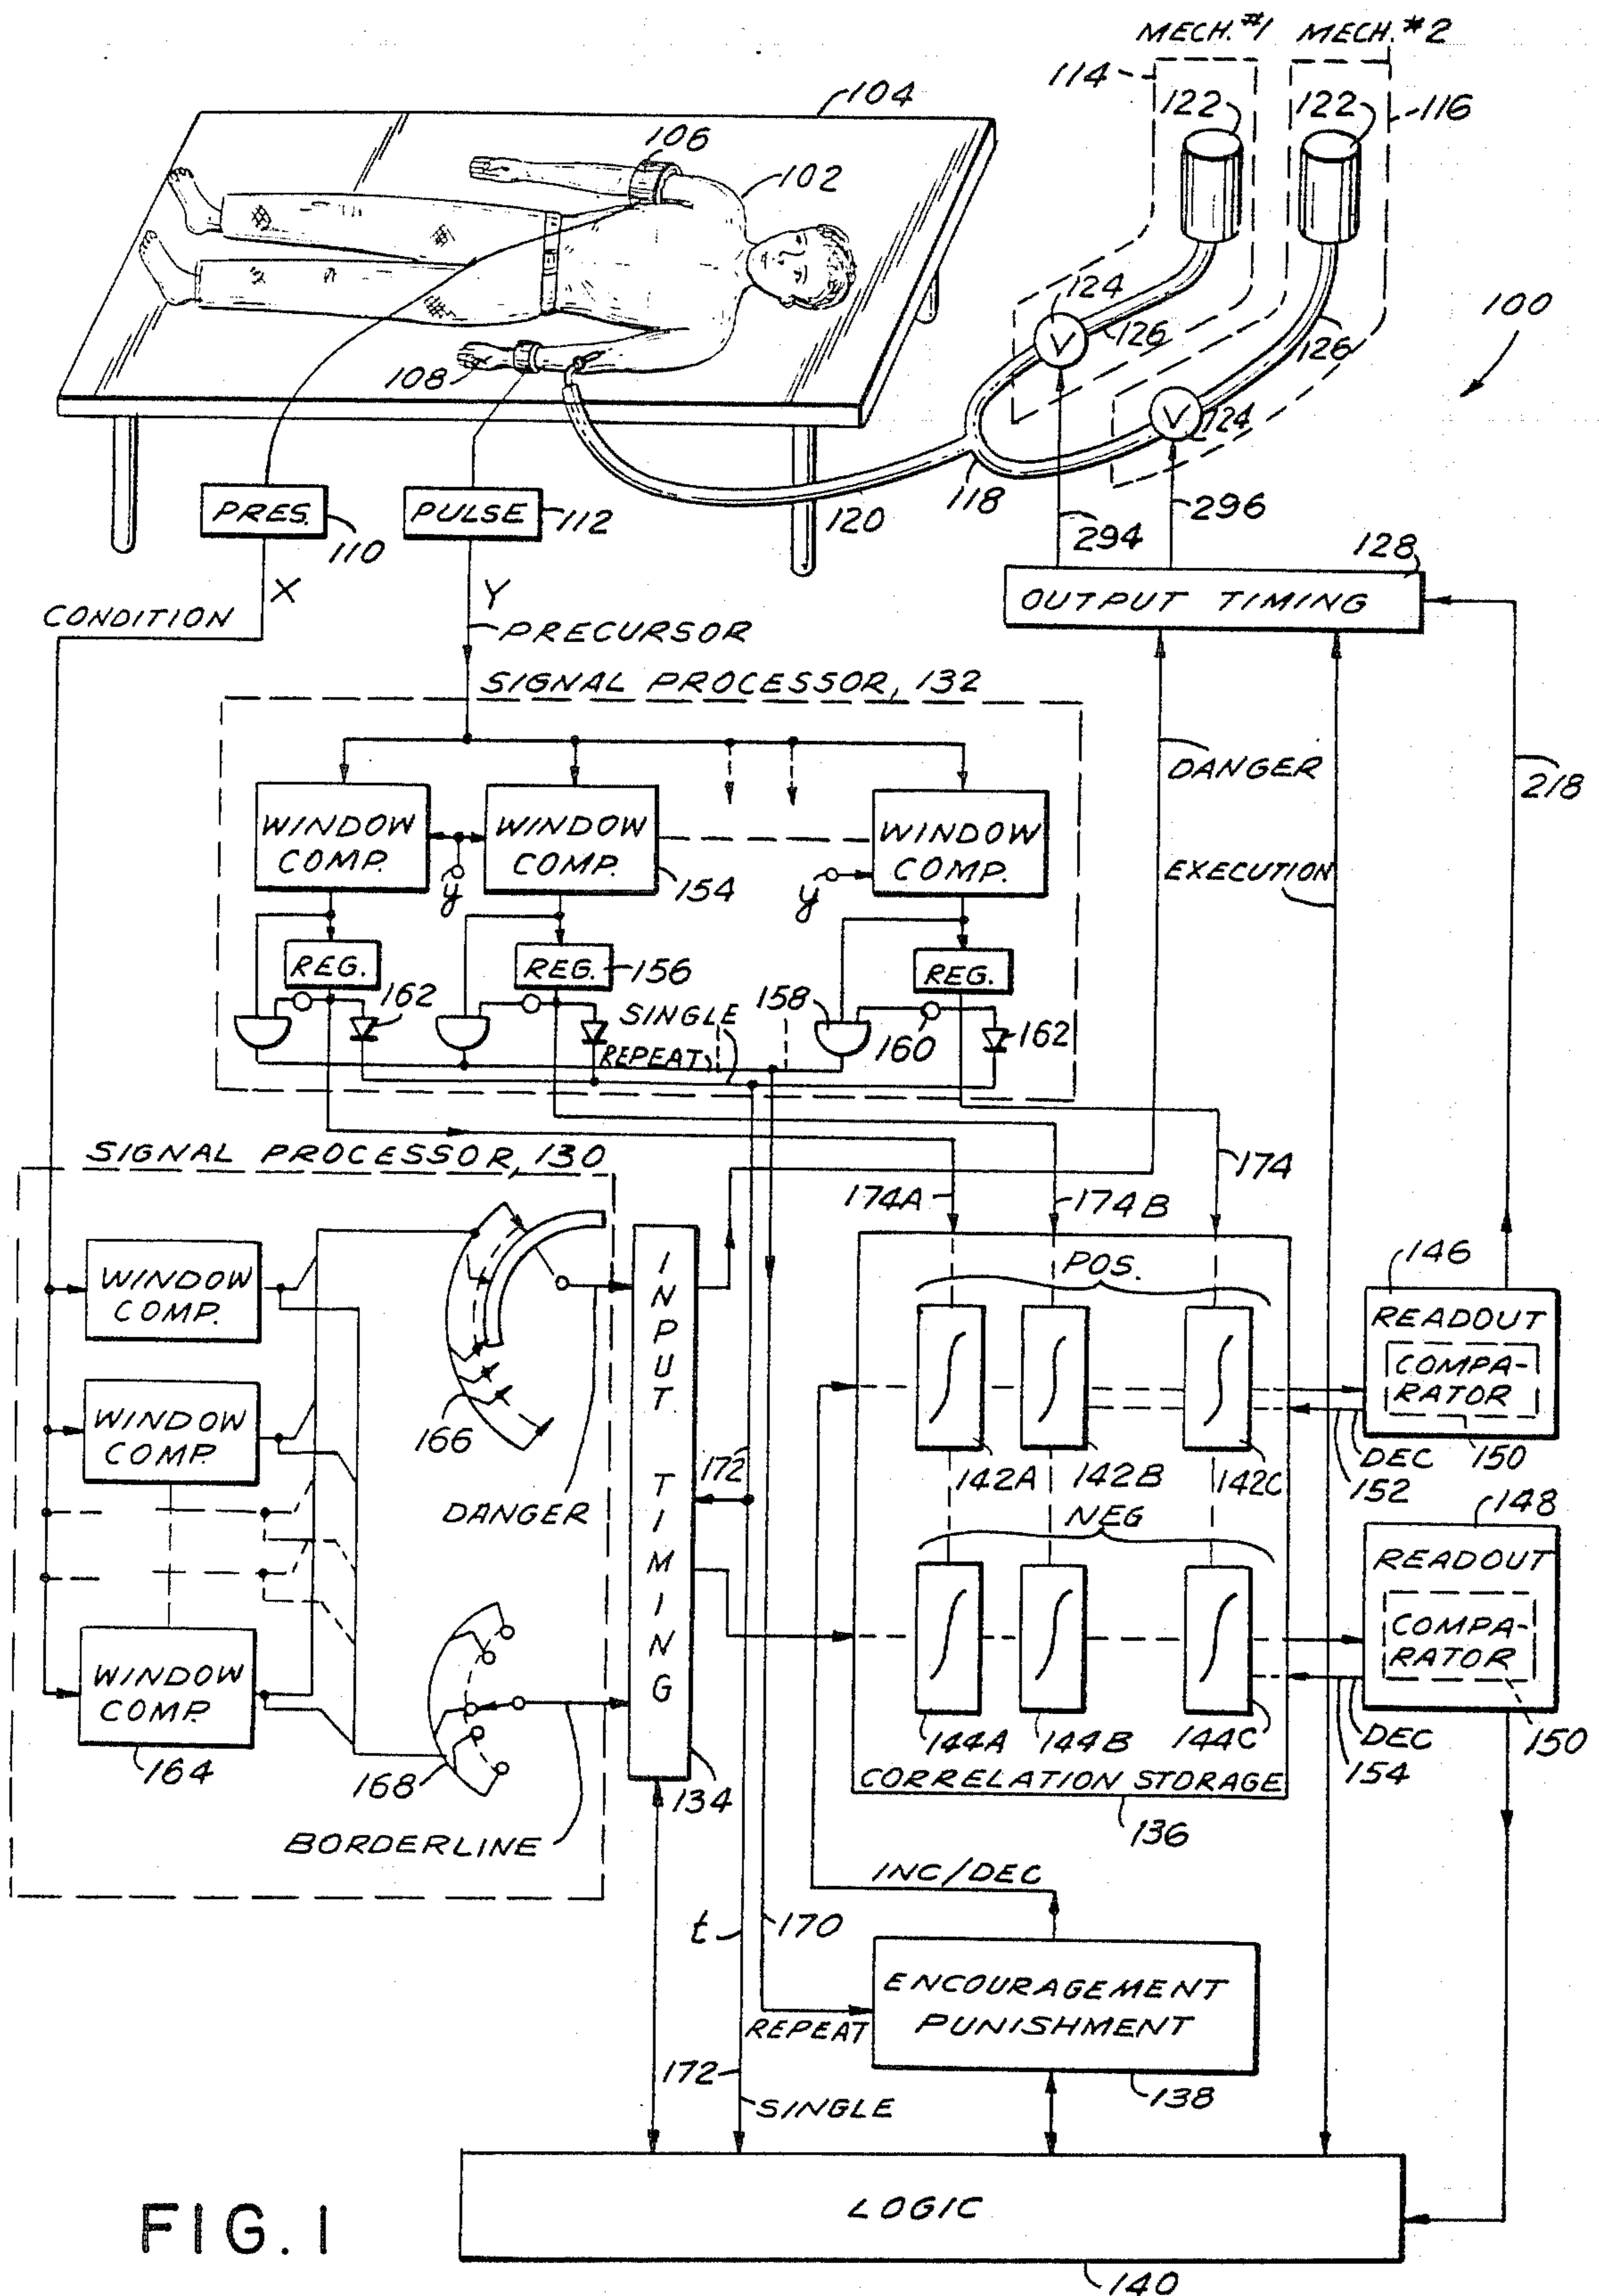 MECH. #1 MECH. #2
114
122 122
116
104
106
102
100
124
126
126
124
108
118
120
294
296
PRES.
110
PULSE
112
128
OUTPUT TIMING
X
Y
CONDITION
PRECURSOR
SIGNAL PROCESSOR, 132
DANGER
218
WINDOW COMP.
WINDOW COMP.
WINDOW COMP.
y
154
y
EXECUTION
REG.
REG.
156
REG.
162
SINGLE
158
REPEAT
160
162
SIGNAL PROCESSOR, 130
174A
174B
174
WINDOW COMP.
WINDOW COMP.
WINDOW COMP.
164
166
DANGER
168
BORDERLINE
INPUT TIMING
134
172
POS.
142A
142B
142C
NEG
144A
144B
144C
CORRELATION STORAGE
136
146
READOUT
COMPA-
RATOR
DEC
150
152
148
READOUT
COMPA-
RATOR
DEC
150
154
INC/DEC
t
170
ENCOURAGEMENT
PUNISHMENT
REPEAT
138
172
SINGLE
LOGIC
140
FIG. 1